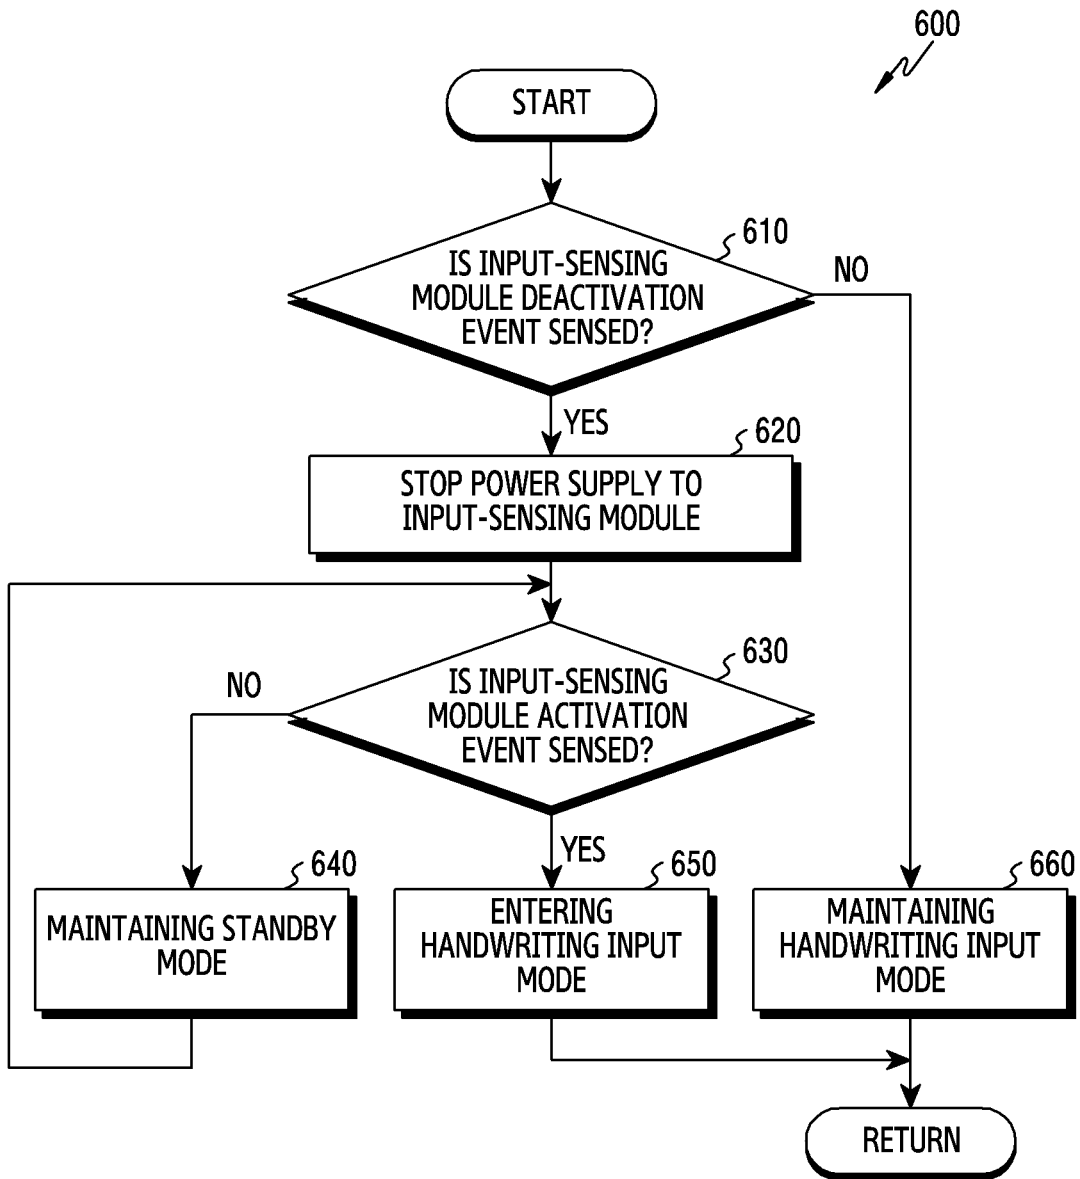 600
START
610
IS INPUT-SENSING
MODULE DEACTIVATION
EVENT SENSED?
NO
YES
620
STOP POWER SUPPLY TO
INPUT-SENSING MODULE
630
IS INPUT-SENSING
MODULE ACTIVATION
EVENT SENSED?
NO
YES
640
MAINTAINING STANDBY
MODE
650
ENTERING
HANDWRITING INPUT
MODE
660
MAINTAINING
HANDWRITING INPUT
MODE
RETURN